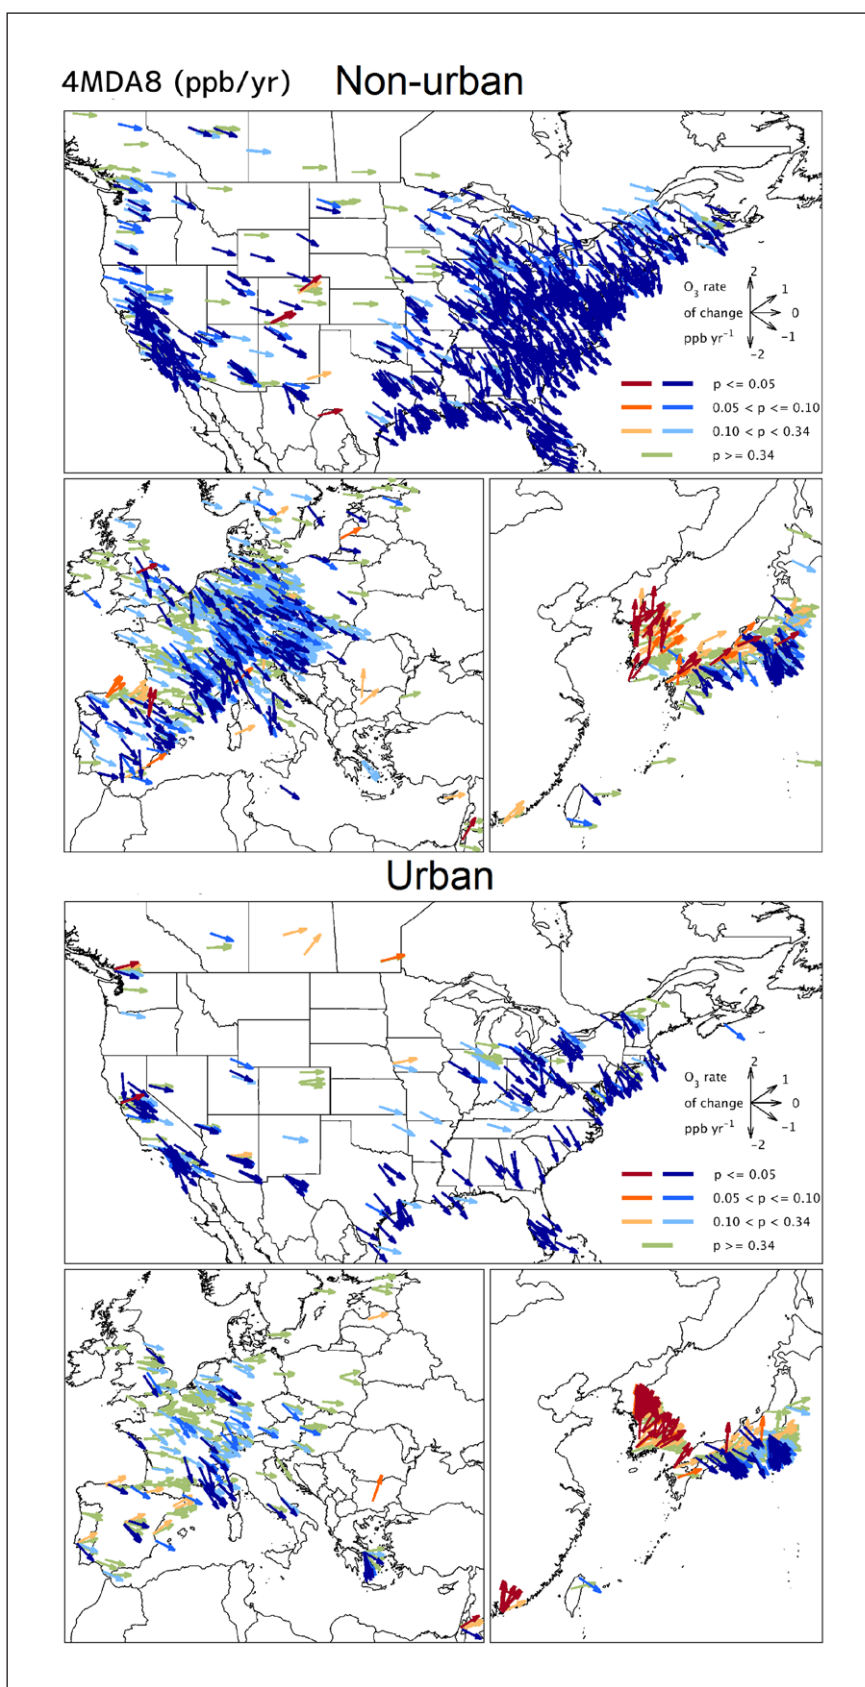 4MDA8 (ppb/yr) Non-urban
2
O₃ rate 1
of change 0
ppb yr⁻¹ −1
−2
p <= 0.05
0.05 < p <= 0.10
0.10 < p < 0.34
p >= 0.34
Urban
2
O₃ rate 1
of change 0
ppb yr⁻¹ −1
−2
p <= 0.05
0.05 < p <= 0.10
0.10 < p < 0.34
p >= 0.34